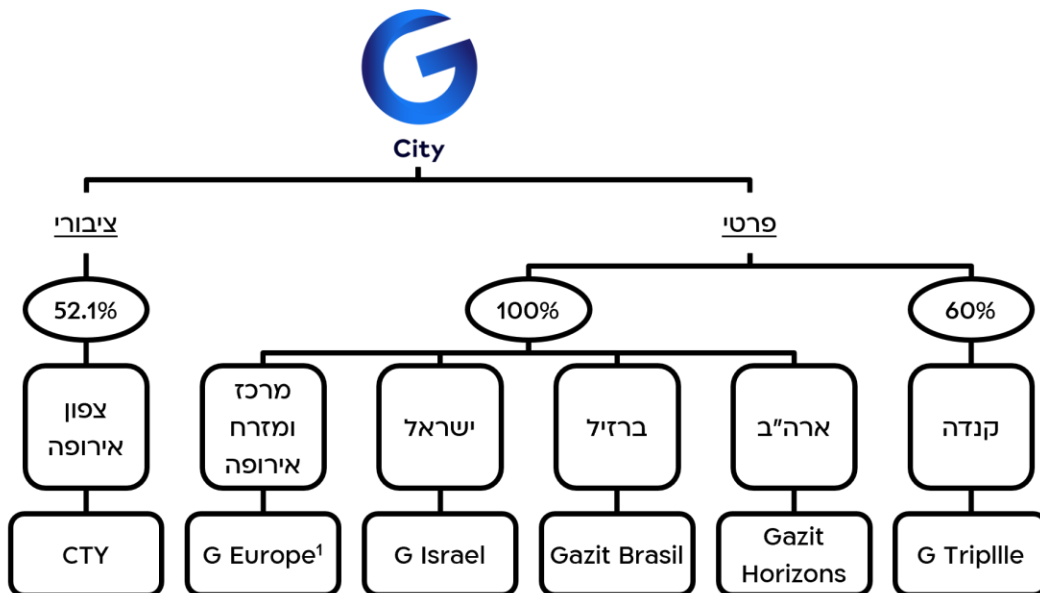 City
ציבורי
פרטי
52.1%
100%
60%
צפון
אירופה
מרכז
ומזרח
אירופה
ישראל
ברזיל
ארה"ב
קנדה
CTY
G Europe¹
G Israel
Gazit Brasil
Gazit
Horizons
G Tripllle